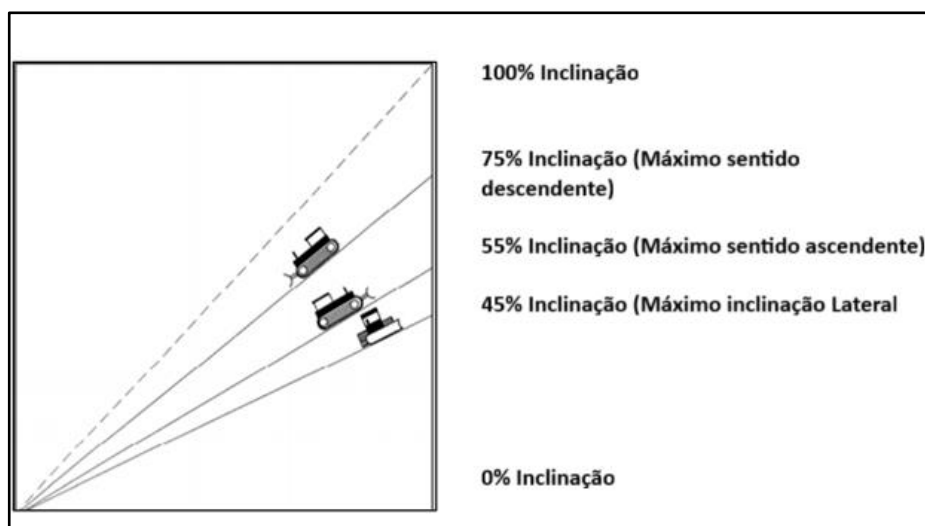 100% Inclinação
75% Inclinação (Máximo sentido
descendente)
55% Inclinação (Máximo sentido ascendente)
45% Inclinação (Máximo inclinação Lateral
0% Inclinação